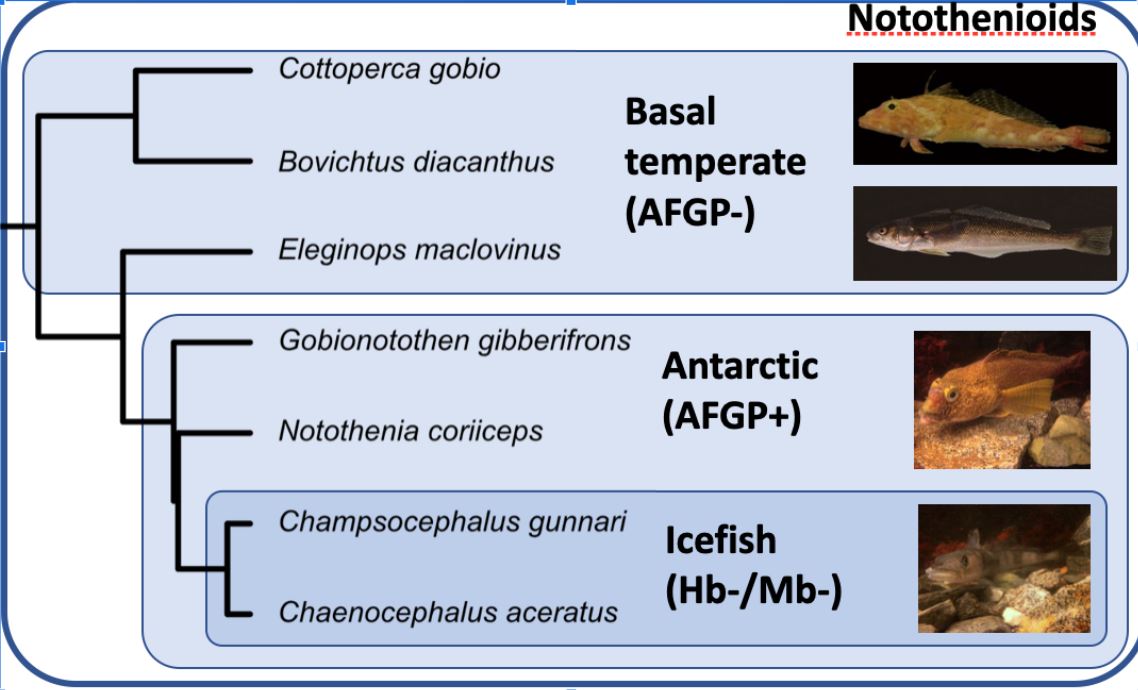 Notothenioids
Cottoperca gobio
Bovichtus diacanthus
Eleginops maclovinus
Basal
temperate
(AFGP-)
Gobionotothen gibberifrons
Notothenia coriiceps
Antarctic
(AFGP+)
Champsocephalus gunnari
Chaenocephalus aceratus
Icefish
(Hb-/Mb-)